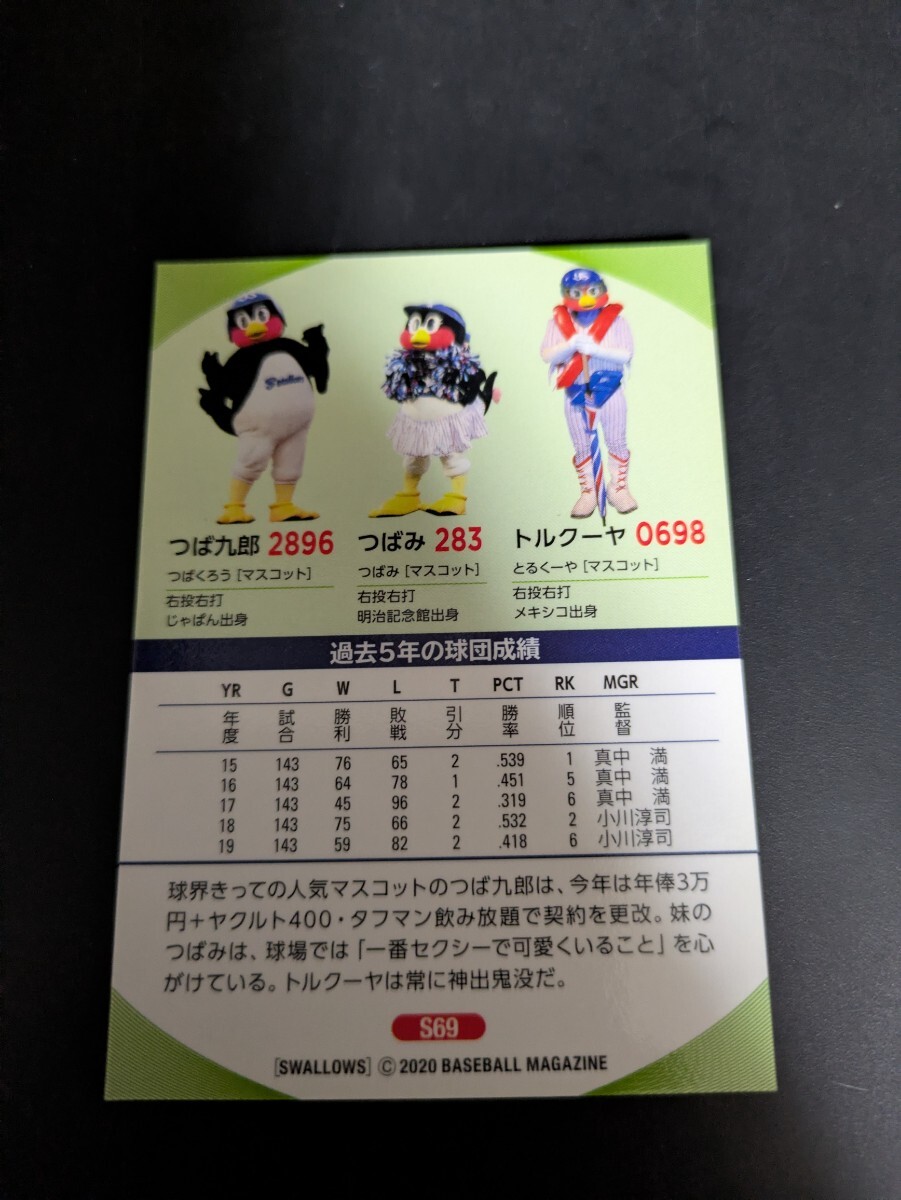 Swallows
つば九郎 2896 つばみ 283 トルクーヤ 0698
つばくろう [マスコット] つばみ [マスコット] とるくーや [マスコット]
右投右打 右投右打 右投右打
じゃぱん出身 明治記念館出身 メキシコ出身
過去5年の球団成績
YR G W L T PCT RK MGR
年度 試合 勝利 敗戦 引分 勝率 順位 監督
15 143 76 65 2 .539 1 真中 満
16 143 64 78 1 .451 5 真中 満
17 143 45 96 2 .319 6 真中 満
18 143 75 66 2 .532 2 小川淳司
19 143 59 82 2 .418 6 小川淳司
球界きっての人気マスコットのつば九郎は、今年は年俸3万
円+ヤクルト400・タフマン飲み放題で契約を更改。妹の
つばみは、球場では「一番セクシーで可愛くいること」を心
がけている。トルクーヤは常に神出鬼没だ。
S69
[SWALLOWS] © 2020 BASEBALL MAGAZINE